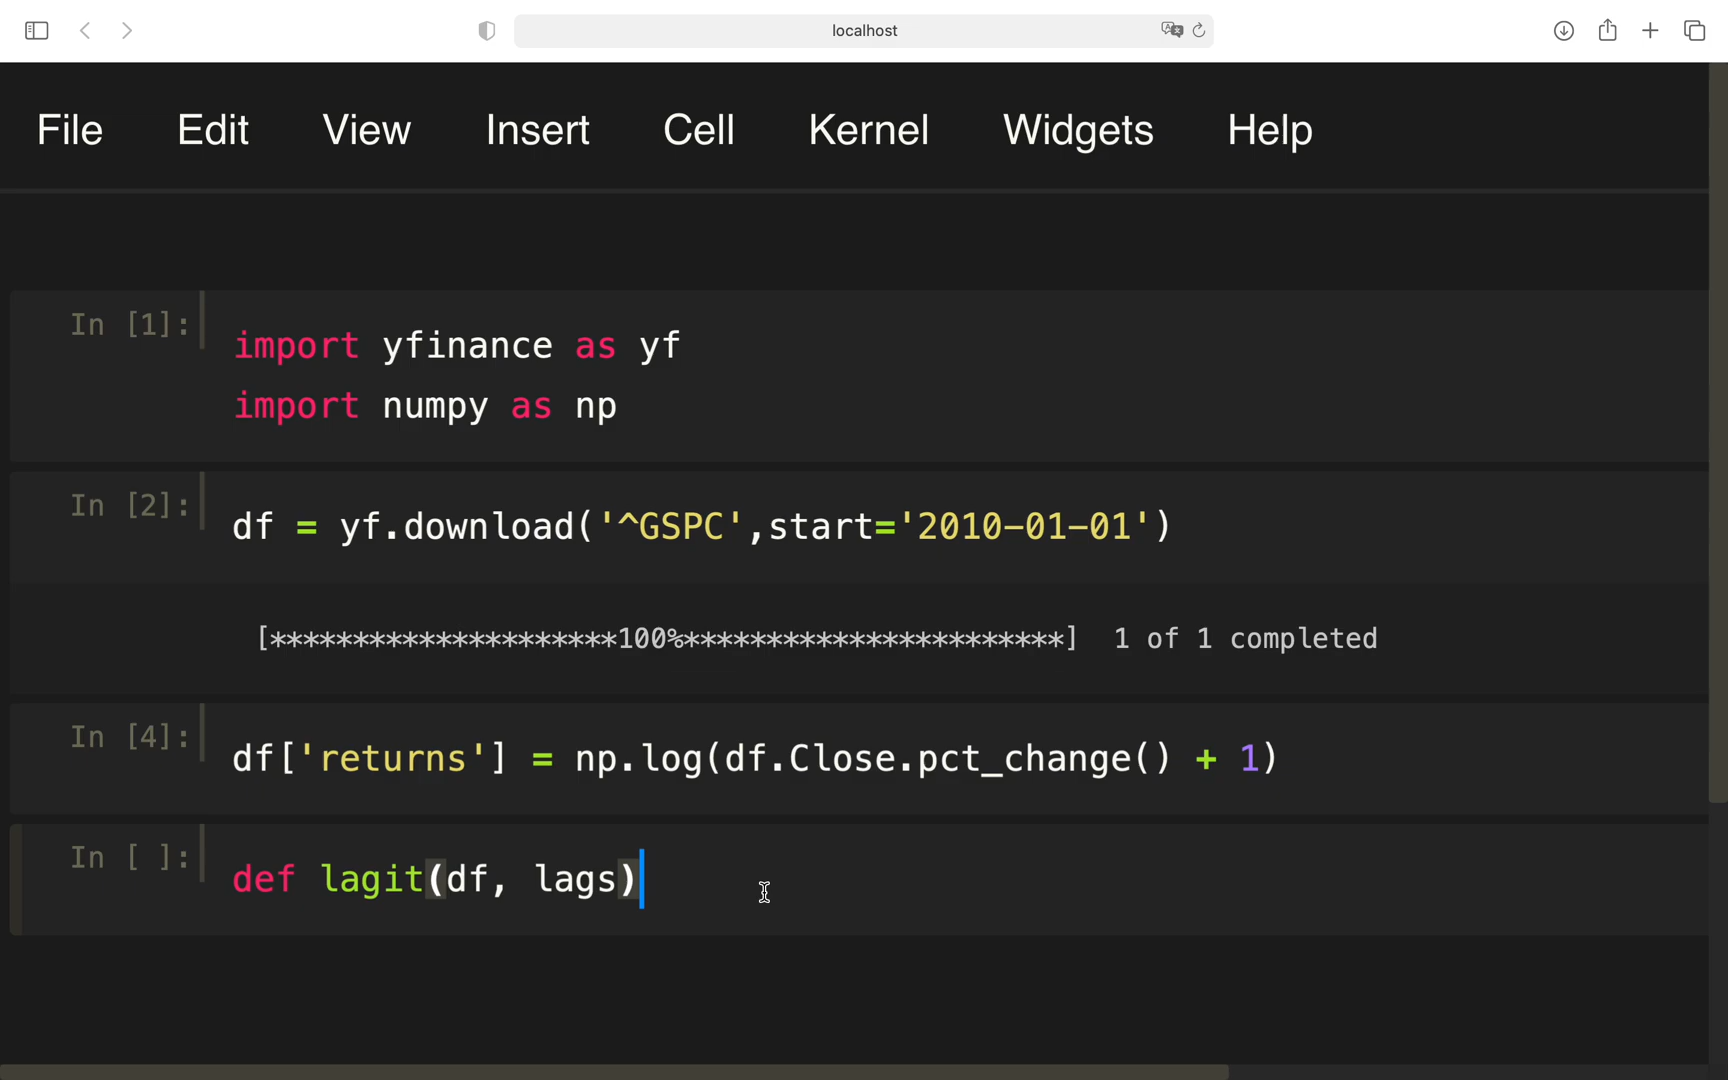 localhost
File Edit View Insert Cell Kernel Widgets Help
In [1]:
import yfinance as yf
import numpy as np
In [2]:
df = yf.download('^GSPC',start='2010-01-01')
[*********************100%***********************] 1 of 1 completed
In [4]:
df['returns'] = np.log(df.Close.pct_change() + 1)
In [ ]:
def lagit(df, lags)